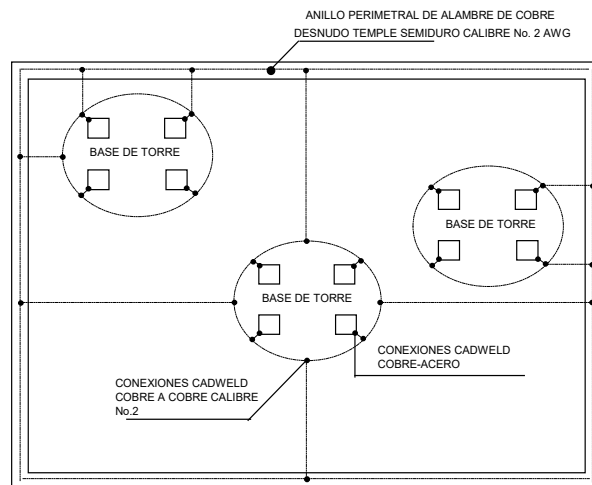 ANILLO PERIMETRAL DE ALAMBRE DE COBRE
DESNUDO TEMPLE SEMIDURO CALIBRE No. 2 AWG
BASE DE TORRE
BASE DE TORRE
BASE DE TORRE
CONEXIONES CADWELD
COBRE-ACERO
CONEXIONES CADWELD
COBRE A COBRE CALIBRE
No.2